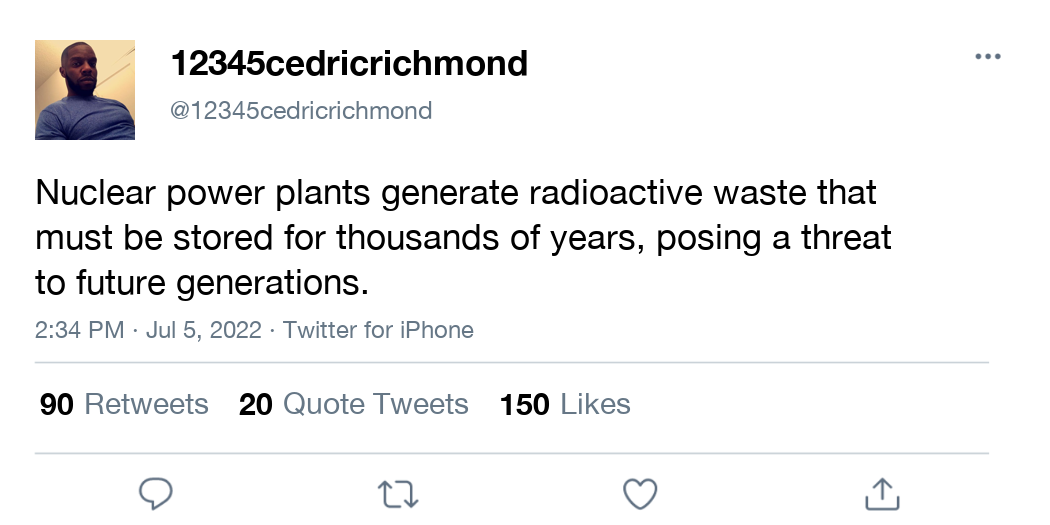 12345cedricrichmond
@12345cedricrichmond
Nuclear power plants generate radioactive waste that
must be stored for thousands of years, posing a threat
to future generations.
2:34 PM · Jul 5, 2022 · Twitter for iPhone
90 Retweets 20 Quote Tweets 150 Likes